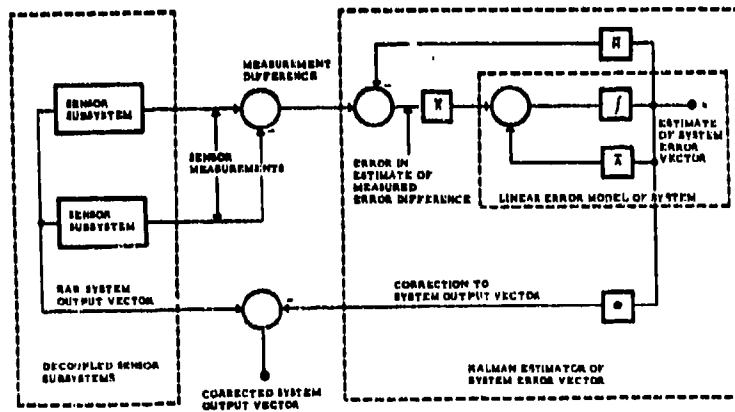 MEASUREMENT
DIFFERENCE
SENSOR
SUBSYSTEM
SENSOR
MEASUREMENTS
SENSOR
SUBSYSTEM
ERROR IN
ESTIMATE OF
MEASURED
ERROR DIFFERENCE
H
K
∫
A
ESTIMATE
OF SYSTEM
ERROR
VECTOR
LINEAR ERROR MODEL OF SYSTEM
RAW SYSTEM
OUTPUT VECTOR
CORRECTION TO
SYSTEM OUTPUT VECTOR
DECOUPLED SENSOR
SUBSYSTEMS
CORRECTED SYSTEM
OUTPUT VECTOR
KALMAN ESTIMATOR OF
SYSTEM ERROR VECTOR